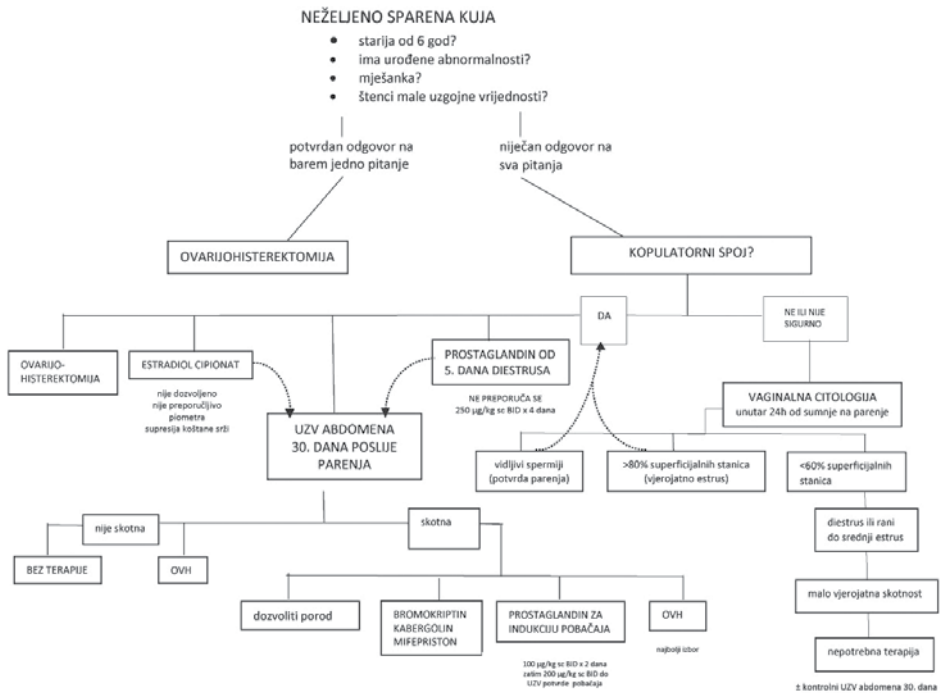 NEŽELJENO SPARENA KUJA
• starija od 6 god?
• ima urođene abnormalnosti?
• mješanka?
• štenci male uzgojne vrijednosti?
potvrdan odgovor na
barem jedno pitanje
niječan odgovor na
sva pitanja
OVARIJOHISTEREKTOMIJA
KOPULATORNI SPOJ?
DA
NE ILI NIJE
SIGURNO
OVARIJO-
HISTEREKTOMIJA
ESTRADIOL CIPIONAT
nije dozvoljeno
nije preporučljivo
piometra
supresija koštane srži
PROSTAGLANDIN OD
5. DANA DIESTRUSA
NE PREPORUČA SE
250 µg/kg sc BID x 4 dana
VAGINALNA CITOLOGIJA
unutar 24h od sumnje na parenje
UZV ABDOMENA
30. DANA POSLIJE
PARENJA
vidljivi spermiji
(potvrda parenja)
>80% superficijalnih stanica
(vjerojatno estrus)
<60% superficijalnih
stanica
nije skotna
skotna
diestrus ili rani
do srednji estrus
BEZ TERAPIJE
OVH
malo vjerojatna skotnost
dozvoliti porod
BROMOKRIPTIN
KABERGOLIN
MIFEPRISTON
PROSTAGLANDIN ZA
INDUKCIJU POBAČAJA
100 µg/kg sc BID x 2 dana
zatim 200 µg/kg sc BID do
UZV potvrde pobačaja
OVH
najbolji izbor
nepotrebna terapija
± kontrolni UZV abdomena 30. dana